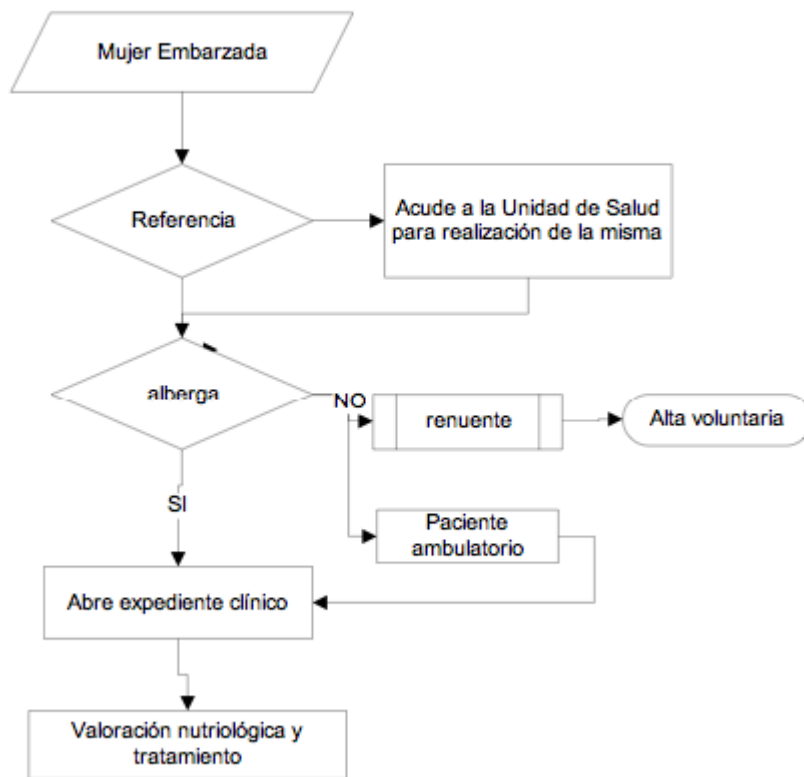 Mujer Embarzada
Referencia
Acude a la Unidad de Salud
para realización de la misma
alberga
NO
renuente
Alta voluntaria
SI
Paciente
ambulatorio
Abre expediente clínico
Valoración nutriológica y
tratamiento